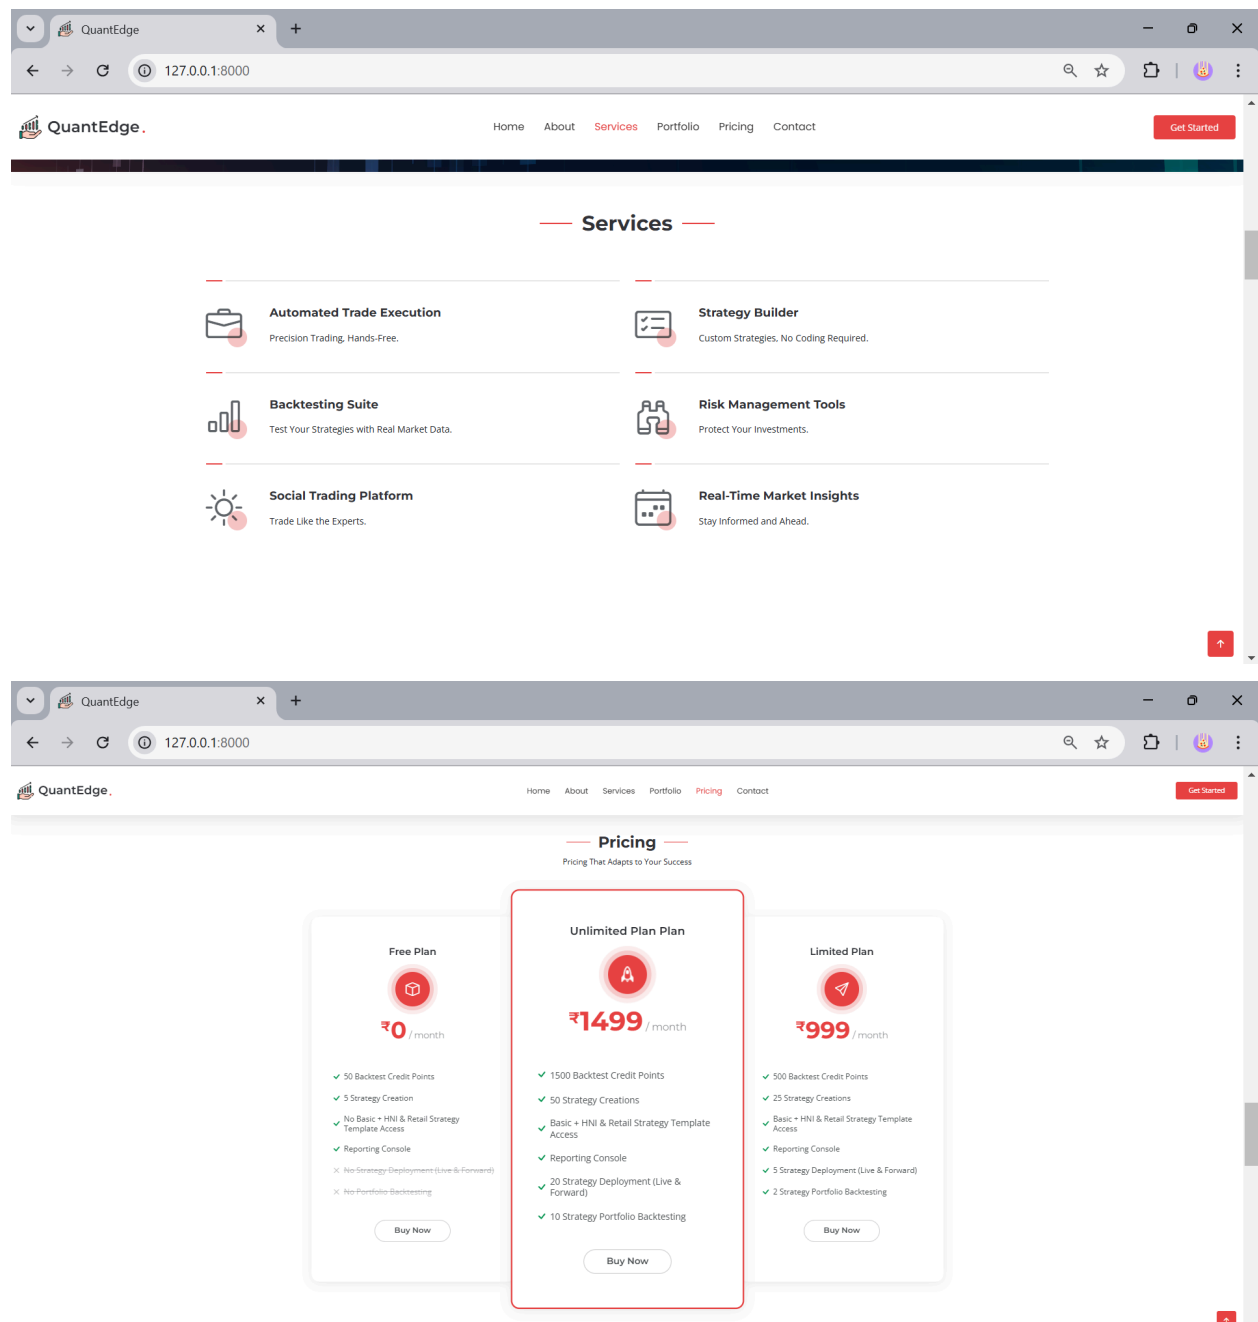 QuantEdge
127.0.0.1:8000
QuantEdge.
Home About Services Portfolio Pricing Contact
Get Started
Services
Automated Trade Execution
Precision Trading, Hands-Free.
Strategy Builder
Custom Strategies, No Coding Required.
Backtesting Suite
Test Your Strategies with Real Market Data.
Risk Management Tools
Protect Your Investments.
Social Trading Platform
Trade Like the Experts.
Real-Time Market Insights
Stay Informed and Ahead.
QuantEdge
127.0.0.1:8000
QuantEdge.
Home About Services Portfolio Pricing Contact
Get Started
Pricing
Pricing That Adapts to Your Success
Free Plan
₹0 / month
50 Backtest Credit Points
5 Strategy Creation
No Basic + HNI & Retail Strategy
Template Access
Reporting Console
No Strategy Deployment (Live & Forward)
No Portfolio Backtesting
Buy Now
Unlimited Plan Plan
₹1499 / month
1500 Backtest Credit Points
50 Strategy Creations
Basic + HNI & Retail Strategy Template
Access
Reporting Console
20 Strategy Deployment (Live &
Forward)
10 Strategy Portfolio Backtesting
Buy Now
Limited Plan
₹999 / month
500 Backtest Credit Points
25 Strategy Creations
Basic + HNI & Retail Strategy Template
Access
Reporting Console
5 Strategy Deployment (Live & Forward)
2 Strategy Portfolio Backtesting
Buy Now